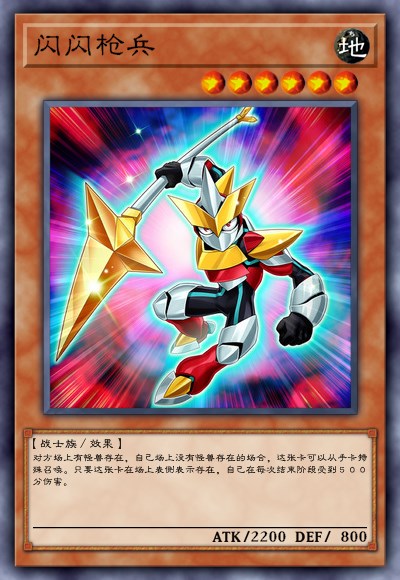 闪闪枪兵
地
【战士族/效果】
对方场上有怪兽存在，自己场上没有怪兽存在的场合，这张卡可以从手卡特
殊召唤。只要这张卡在场上表侧表示存在，自己在每次结束阶段受到５００
分伤害。
ATK/2200 DEF/ 800